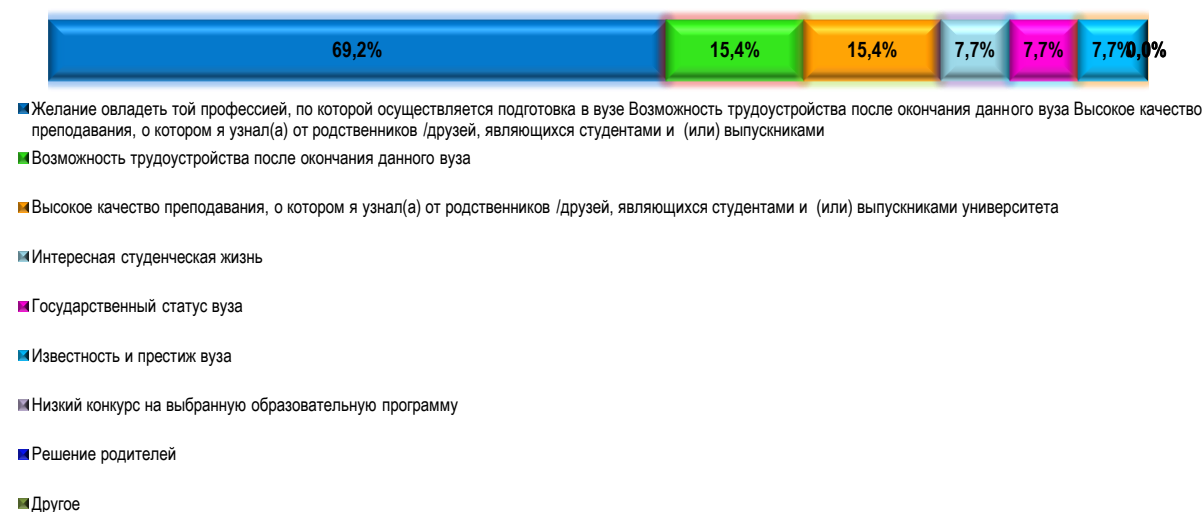 69,2% 15,4% 15,4% 7,7% 7,7% 7,7% 0,0%
Желание овладеть той профессией, по которой осуществляется подготовка в вузе Возможность трудоустройства после окончания данного вуза Высокое качество
преподавания, о котором я узнал(а) от родственников /друзей, являющихся студентами и (или) выпускниками
Возможность трудоустройства после окончания данного вуза
Высокое качество преподавания, о котором я узнал(а) от родственников /друзей, являющихся студентами и (или) выпускниками университета
Интересная студенческая жизнь
Государственный статус вуза
Известность и престиж вуза
Низкий конкурс на выбранную образовательную программу
Решение родителей
Другое